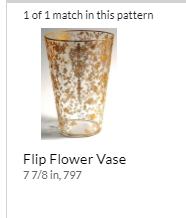 1 of 1 match in this pattern
Flip Flower Vase
7 7/8 in, 797